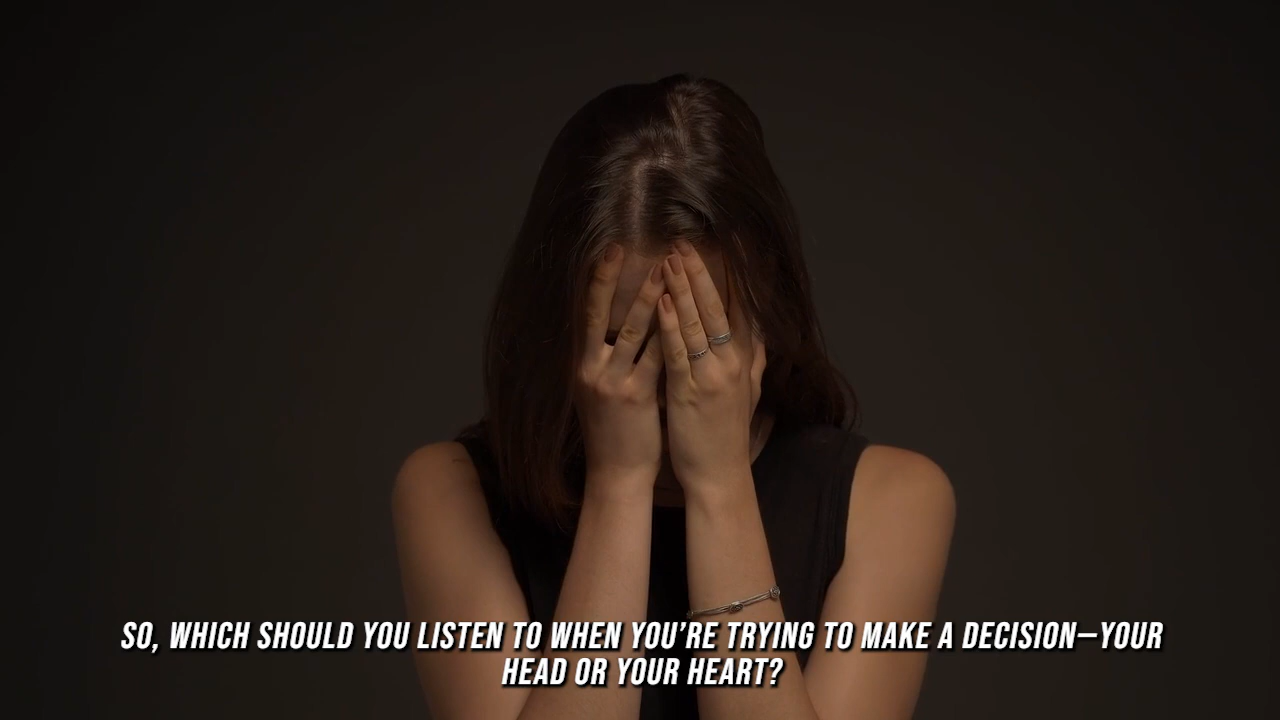 SO, WHICH SHOULD YOU LISTEN TO WHEN YOU’RE TRYING TO MAKE A DECISION—YOUR
HEAD OR YOUR HEART?